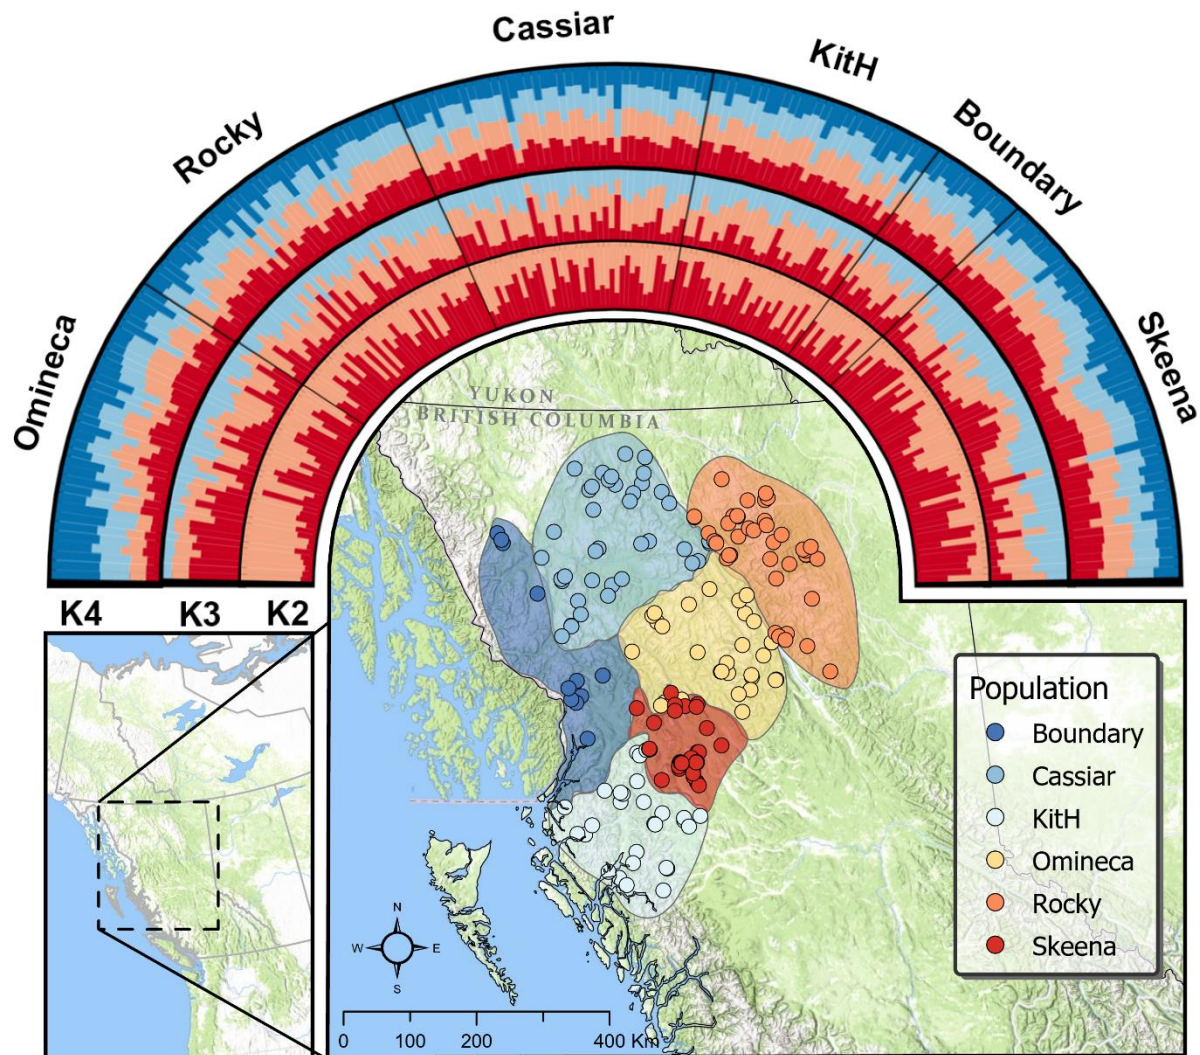 Cassiar
KitH
Rocky
Boundary
Omineca
Skeena
YUKON
BRITISH COLUMBIA
K4
K3
K2
Population
Boundary
Cassiar
KitH
Omineca
Rocky
Skeena
N
W
E
S
0
100
200
400 Km